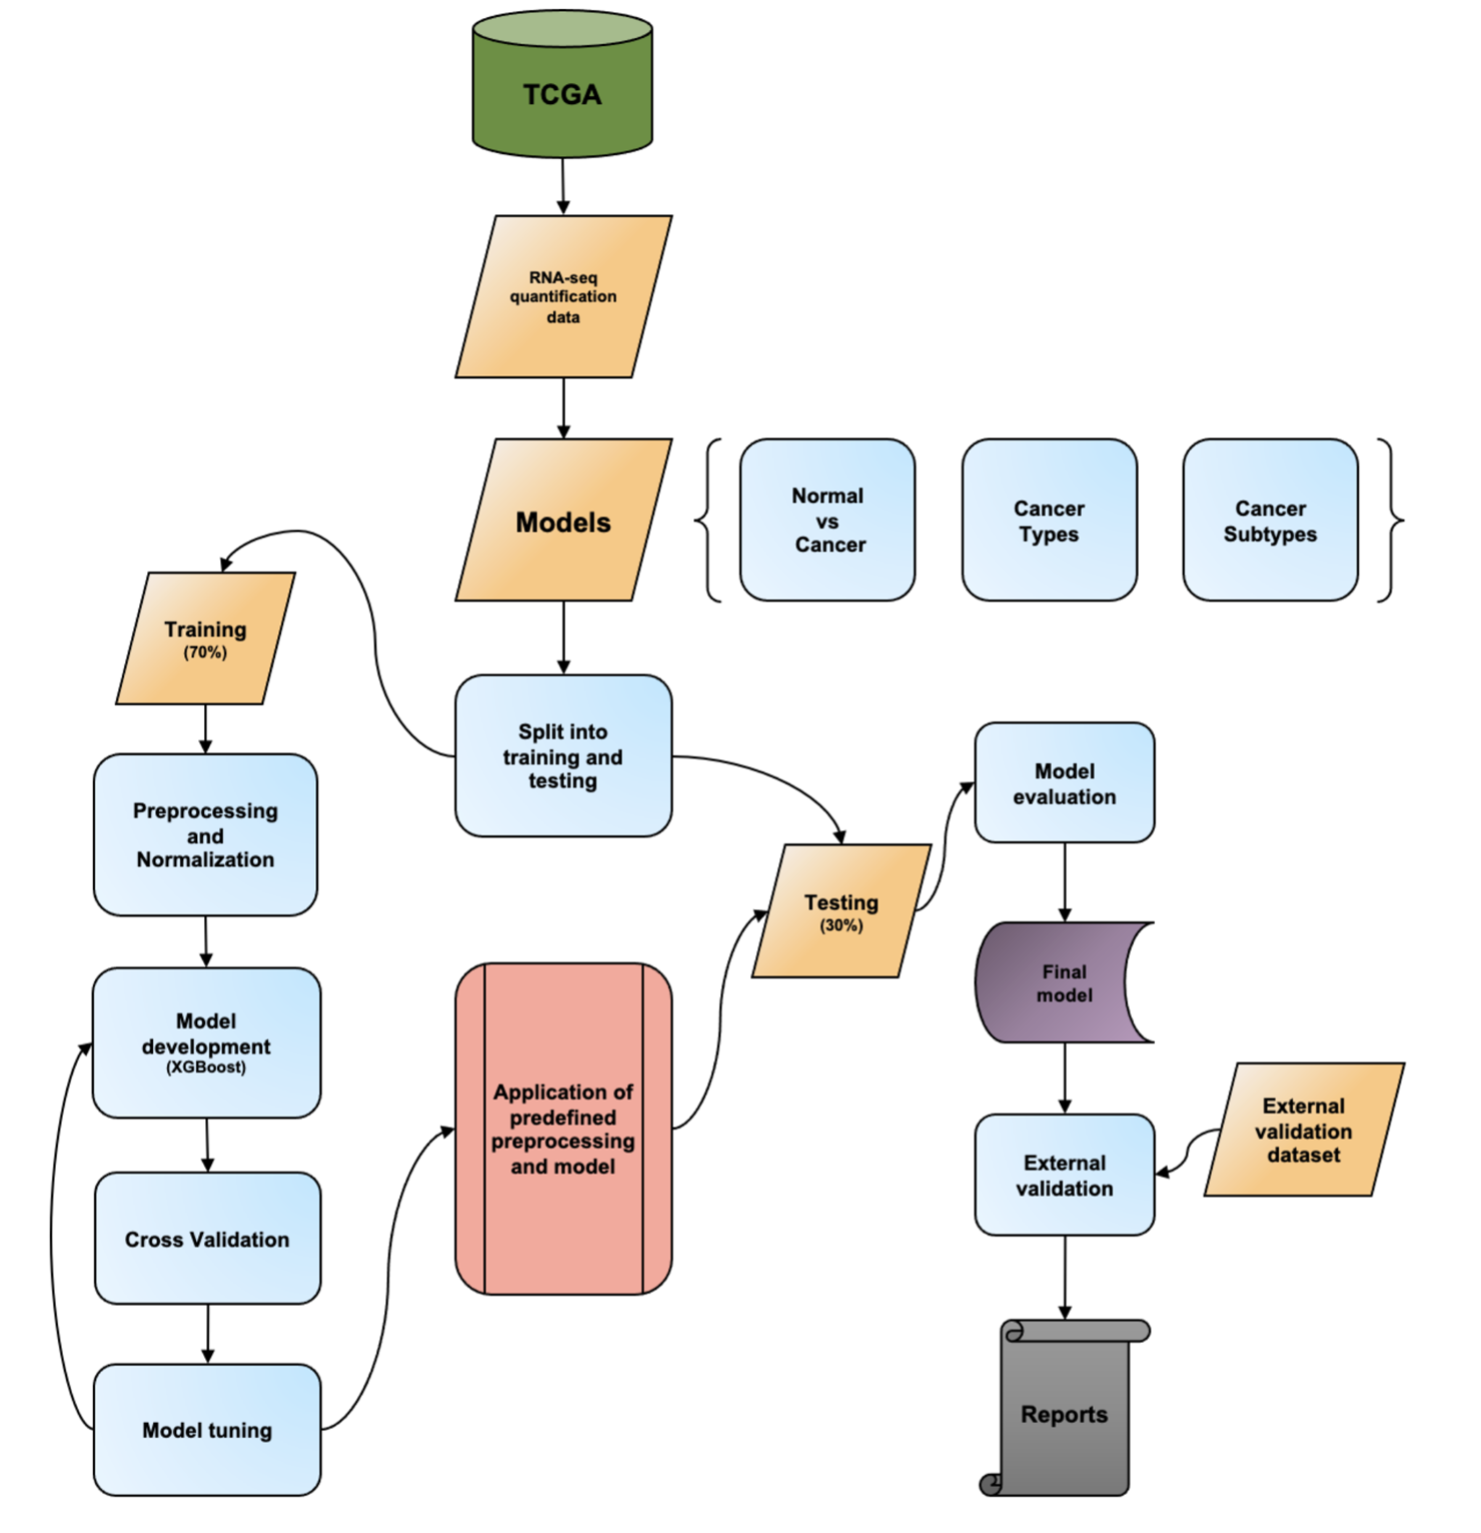 TCGA
RNA-seq
quantification
data
Models
Normal
vs
Cancer
Cancer
Types
Cancer
Subtypes
Training
(70%)
Split into
training and
testing
Preprocessing
and
Normalization
Model
evaluation
Testing
(30%)
Final
model
Model
development
(XGBoost)
Application of
predefined
preprocessing
and model
External
validation
dataset
External
validation
Cross Validation
Model tuning
Reports